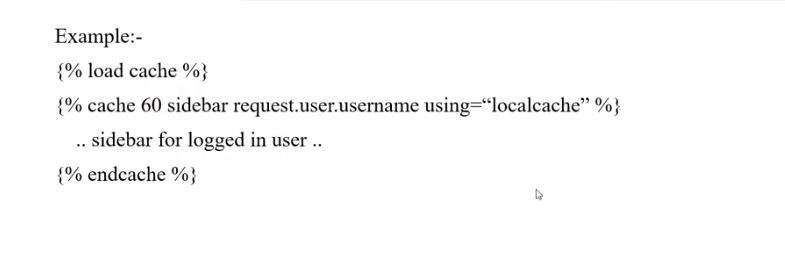 Example:-
{% load cache %}
{% cache 60 sidebar request.user.username using=“localcache” %}
.. sidebar for logged in user ..
{% endcache %}